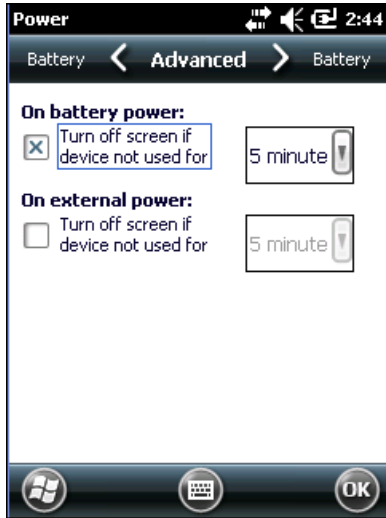 Power 2:44
Battery Advanced Battery
On battery power:
Turn off screen if
device not used for
5 minute
On external power:
Turn off screen if
device not used for
5 minute
OK